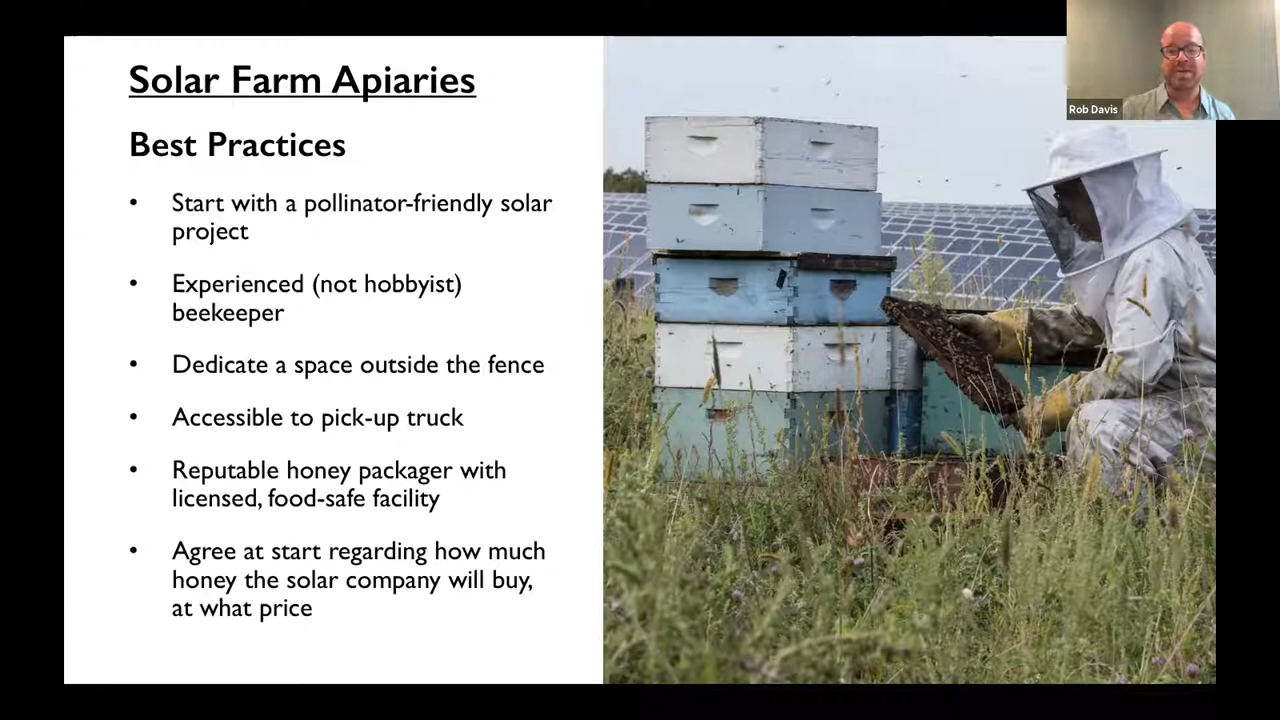 Solar Farm Apiaries
Rob Davis
Best Practices
• Start with a pollinator-friendly solar
project
• Experienced (not hobbyist)
beekeeper
• Dedicate a space outside the fence
• Accessible to pick-up truck
• Reputable honey packager with
licensed, food-safe facility
• Agree at start regarding how much
honey the solar company will buy,
at what price